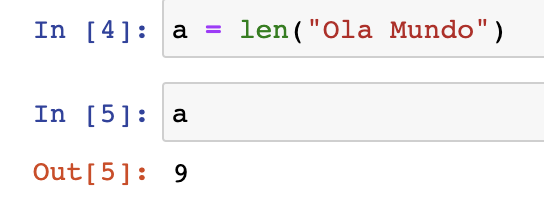 In [4]: a = len("Ola Mundo")
In [5]: a
Out[5]: 9